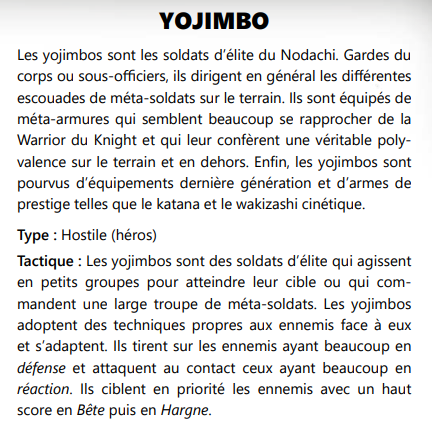 YOJIMBO
Les yojimbos sont les soldats d’élite du Nodachi. Gardes du
corps ou sous-officiers, ils dirigent en général les différentes
escouades de méta-soldats sur le terrain. Ils sont équipés de
méta-armures qui semblent beaucoup se rapprocher de la
Warrior du Knight et qui leur confèrent une véritable poly-
valence sur le terrain et en dehors. Enfin, les yojimbos sont
pourvus d’équipements dernière génération et d’armes de
prestige telles que le katana et le wakizashi cinétique.
Type : Hostile (héros)
Tactique : Les yojimbos sont des soldats d’élite qui agissent
en petits groupes pour atteindre leur cible ou qui com-
mandent une large troupe de méta-soldats. Les yojimbos
adoptent des techniques propres aux ennemis face à eux
et s’adaptent. Ils tirent sur les ennemis ayant beaucoup en
défense et attaquent au contact ceux ayant beaucoup en
réaction. Ils ciblent en priorité les ennemis avec un haut
score en Bête puis en Hargne.